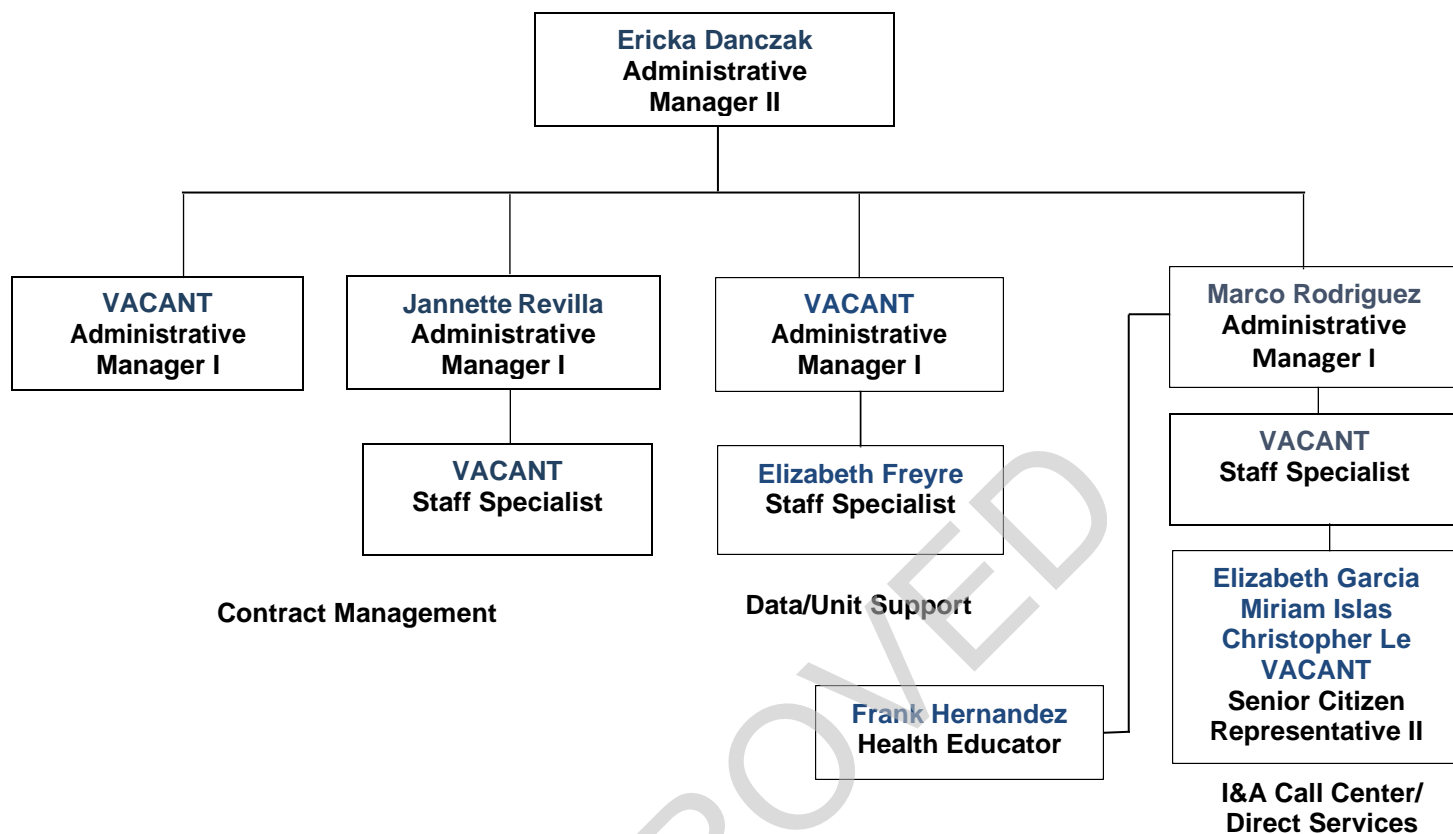 Ericka Danczak
Administrative
Manager II
VACANT
Administrative
Manager I
Jannette Revilla
Administrative
Manager I
VACANT
Administrative
Manager I
Marco Rodriguez
Administrative
Manager I
VACANT
Staff Specialist
Elizabeth Freyre
Staff Specialist
VACANT
Staff Specialist
Contract Management
Data/Unit Support
Elizabeth Garcia
Miriam Islas
Christopher Le
VACANT
Senior Citizen
Representative II
Frank Hernandez
Health Educator
I&A Call Center/
Direct Services
OVED